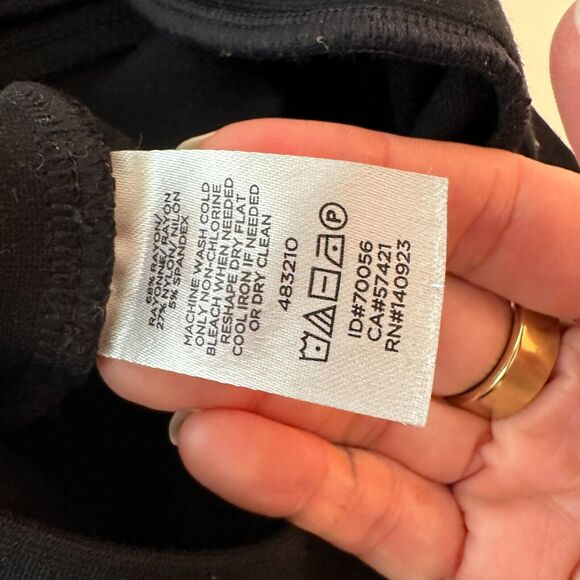 68% RAYON/
RAYONNE/ RAYON
27% NYLON/ NILON
5% SPANDEX
MACHINE WASH COLD
ONLY NON-CHLORINE
BLEACH WHEN NEEDED
RESHAPE DRY FLAT
COOL IRON IF NEEDED
OR DRY CLEAN
483210
P
ID#70056
CA#57421
RN#140923